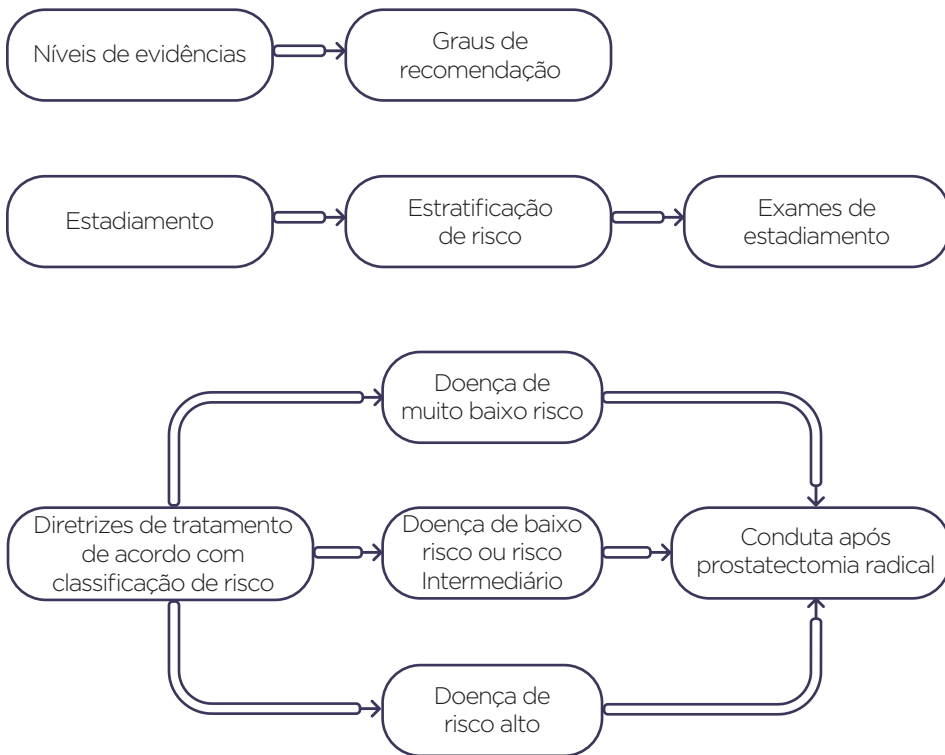 Níveis de evidências
Graus de
recomendação
Estadiamento
Estratificação
de risco
Exames de
estadiamento
Doença de
muito baixo risco
Diretrizes de tratamento
de acordo com
classificação de risco
Doença de baixo
risco ou risco
Intermediário
Conduta após
prostatectomia radical
Doença de
risco alto